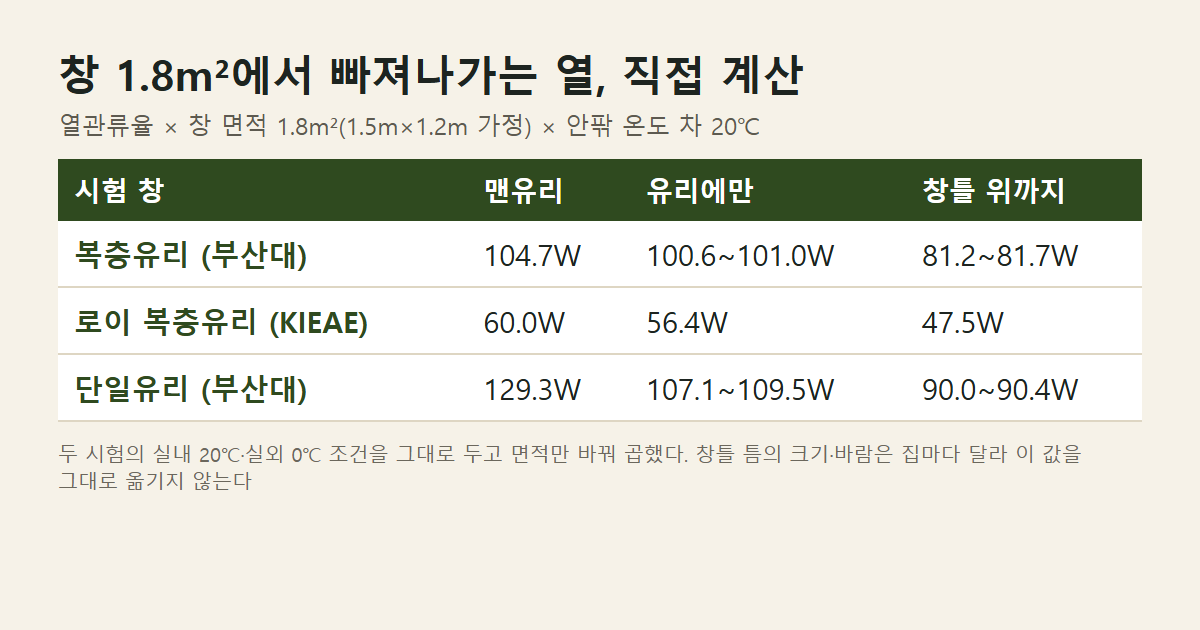 창 1.8m²에서 빠져나가는 열, 직접 계산
열관류율 × 창 면적 1.8m²(1.5m×1.2m 가정) × 안팎 온도 차 20℃
시험 창 맨유리 유리에만 창틀 위까지
복층유리 (부산대) 104.7W 100.6~101.0W 81.2~81.7W
로이 복층유리 (KIEAE) 60.0W 56.4W 47.5W
단일유리 (부산대) 129.3W 107.1~109.5W 90.0~90.4W
두 시험의 실내 20℃·실외 0℃ 조건을 그대로 두고 면적만 바꿔 곱했다. 창틀 틈의 크기·바람은 집마다 달라 이 값을
그대로 옮기지 않는다